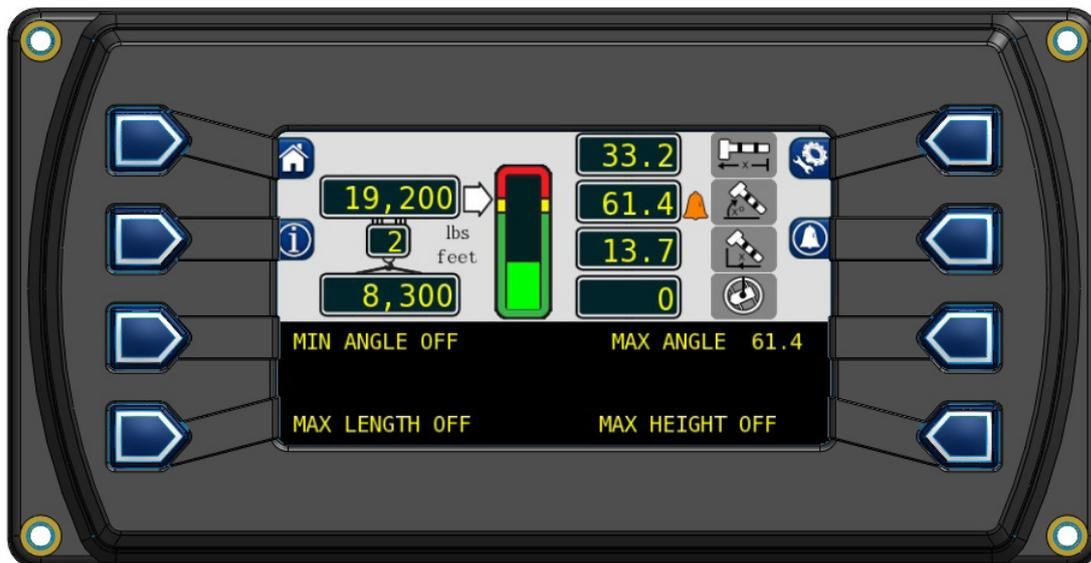 33.2
19,200
61.4
2
lbs
feet
13.7
8,300
0
MIN ANGLE OFF
MAX ANGLE 61.4
MAX LENGTH OFF
MAX HEIGHT OFF